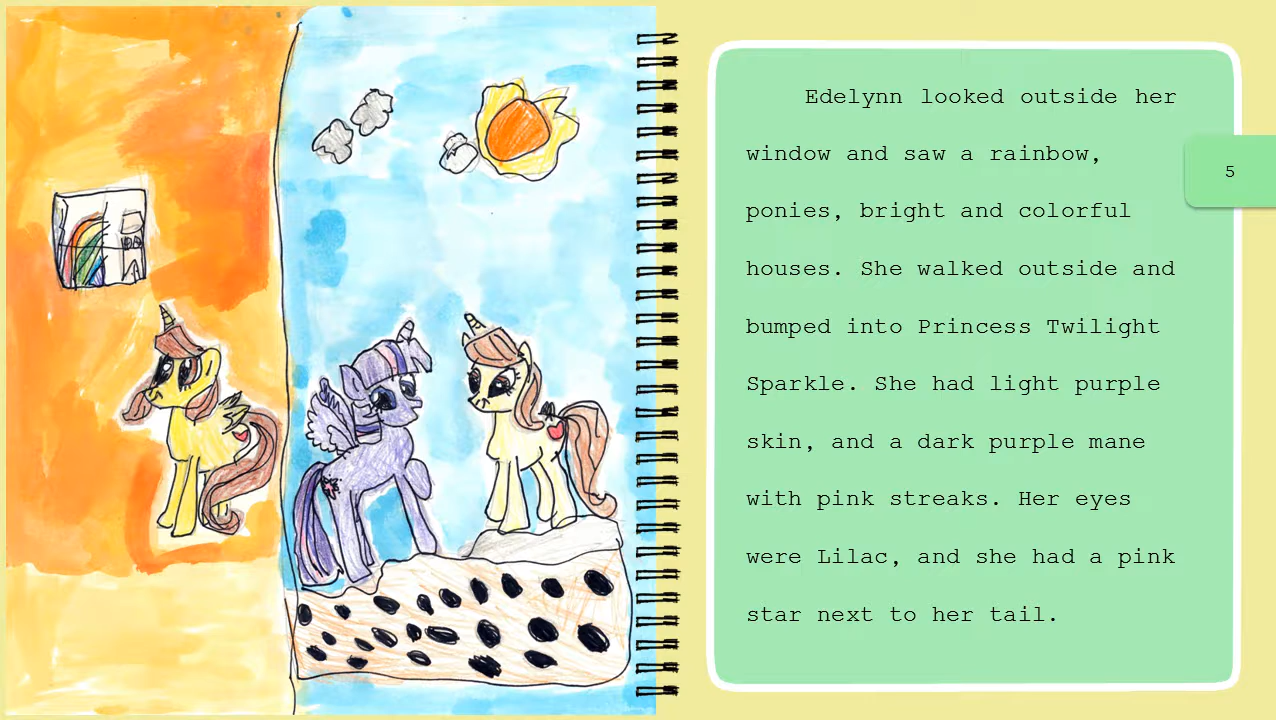 Edelynn looked outside her
window and saw a rainbow,
ponies, bright and colorful
houses. She walked outside and
bumped into Princess Twilight
Sparkle. She had light purple
skin, and a dark purple mane
with pink streaks. Her eyes
were Lilac, and she had a pink
star next to her tail.
5